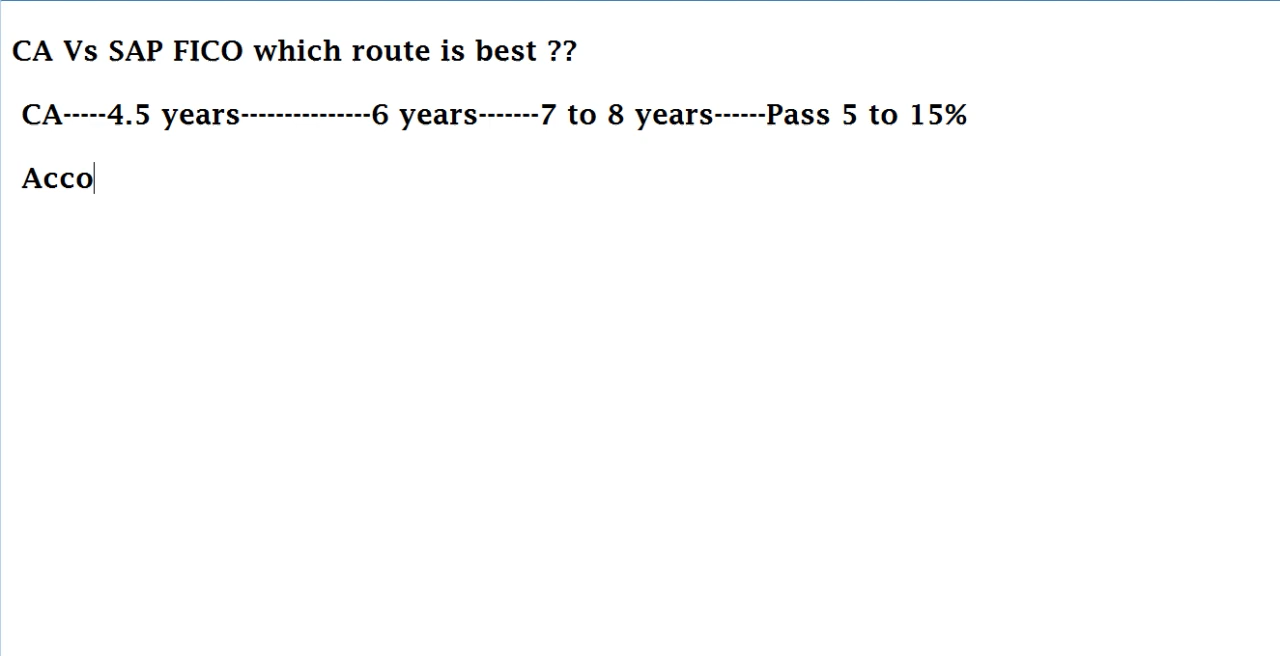 CA Vs SAP FICO which route is best ??
CA-----4.5 years---------------6 years-------7 to 8 years------Pass 5 to 15%
Acco